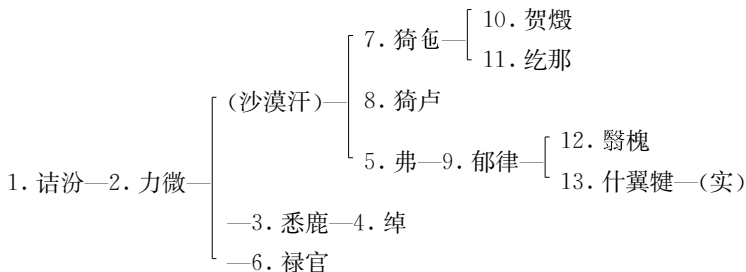 10. 贺燬
7. 猗㐌
11. 纥那
(沙漠汗)
8. 猗卢
12. 翳槐
5. 弗—9. 郁律
13. 什翼犍—(实)
1. 诘汾—2. 力微
3. 悉鹿—4. 绰
6. 禄官